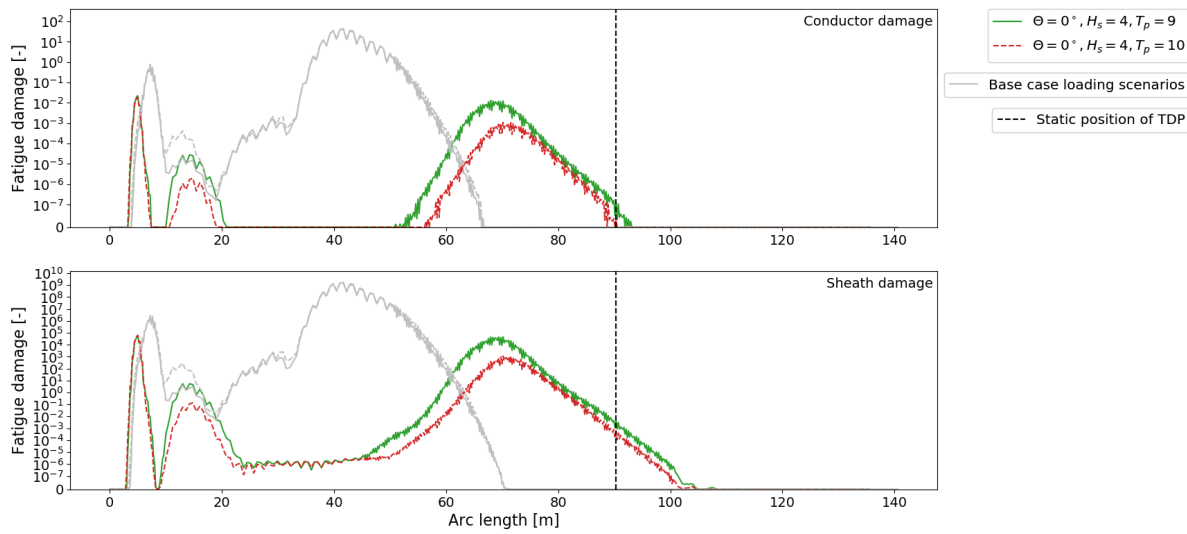 Conductor damage
Fatigue damage [-]
10^2
10^1
10^0
10^-1
10^-2
10^-3
10^-4
10^-5
10^-6
10^-7
0
0 20 40 60 80 100 120 140
Θ = 0°, H_s = 4, T_p = 9
Θ = 0°, H_s = 4, T_p = 10
Base case loading scenarios
Static position of TDP
Sheath damage
Fatigue damage [-]
10^10
10^9
10^8
10^7
10^6
10^5
10^4
10^3
10^2
10^1
10^0
10^-1
10^-2
10^-3
10^-4
10^-5
10^-6
10^-7
0
0 20 40 60 80 100 120 140
Arc length [m]